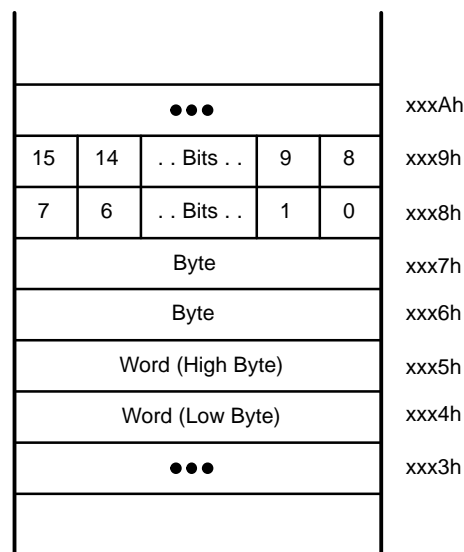 ●●● xxxAh
15 14 . . Bits . . 9 8 xxx9h
7 6 . . Bits . . 1 0 xxx8h
Byte xxx7h
Byte xxx6h
Word (High Byte) xxx5h
Word (Low Byte) xxx4h
●●● xxx3h